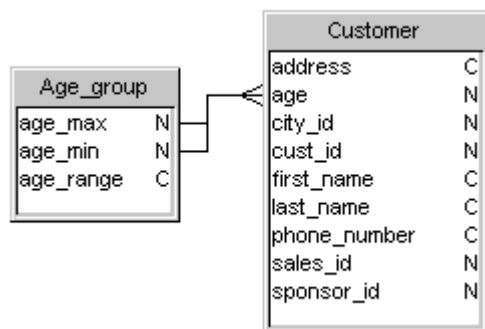 Age_group
age_max N
age_min N
age_range C
Customer
address C
age N
city_id N
cust_id N
first_name C
last_name C
phone_number C
sales_id N
sponsor_id N